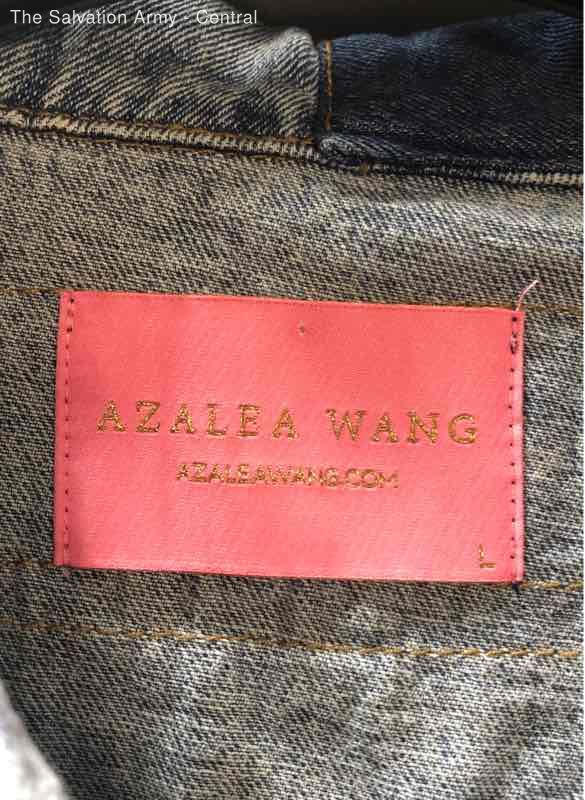 The Salvation Army - Central
AZALEA WANG
AZALEAWANG.COM
L